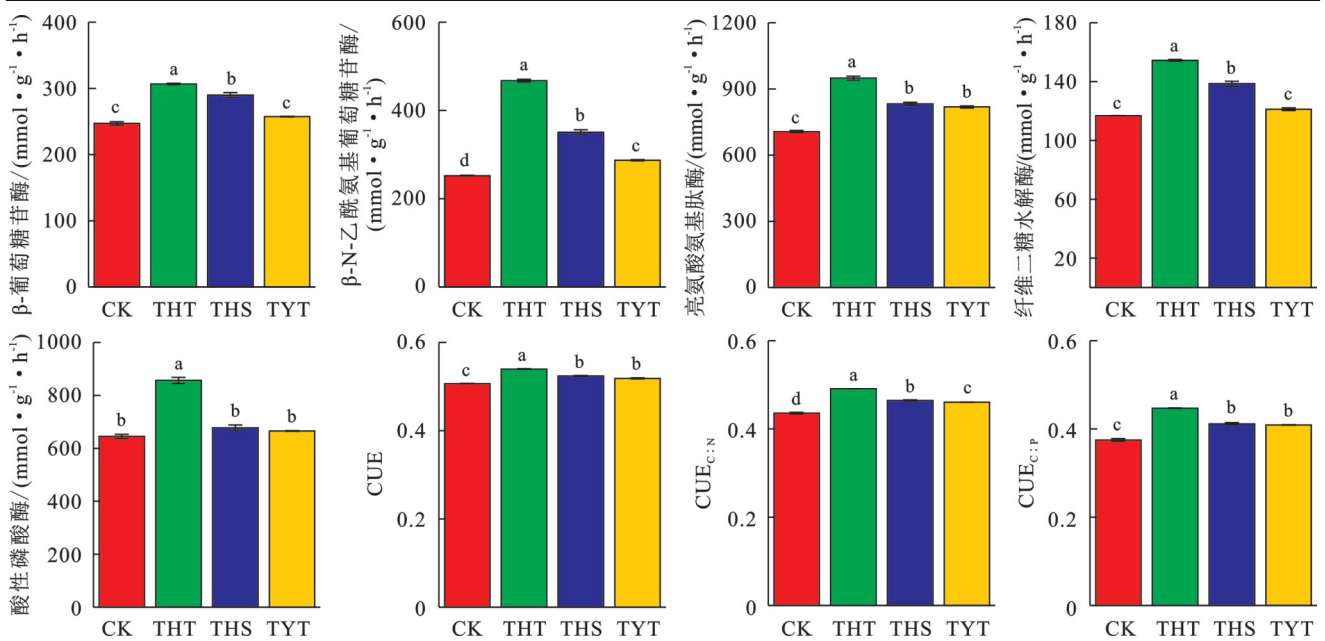 β-葡萄糖苷酶/(mmol·g⁻¹·h⁻¹)
400
300
200
100
0
c
a
b
c
CK THT THS TYT
β-N-乙酰氨基葡萄糖苷酶/
(mmol·g⁻¹·h⁻¹)
600
400
200
0
d
a
b
c
CK THT THS TYT
亮氨酸氨基肽酶/(mmol·g⁻¹·h⁻¹)
1200
900
600
300
0
c
a
b
b
CK THT THS TYT
纤维二糖水解酶/(mmol·g⁻¹·h⁻¹)
180
140
100
60
20
c
a
b
c
CK THT THS TYT
酸性磷酸酶/(mmol·g⁻¹·h⁻¹)
1000
800
600
400
200
0
b
a
b
b
CK THT THS TYT
CUE
0.6
0.4
0.2
0
c
a
b
b
CK THT THS TYT
CUE_C:N
0.6
0.4
0.2
0
d
a
b
c
CK THT THS TYT
CUE_C:P
0.6
0.4
0.2
0
c
a
b
b
CK THT THS TYT